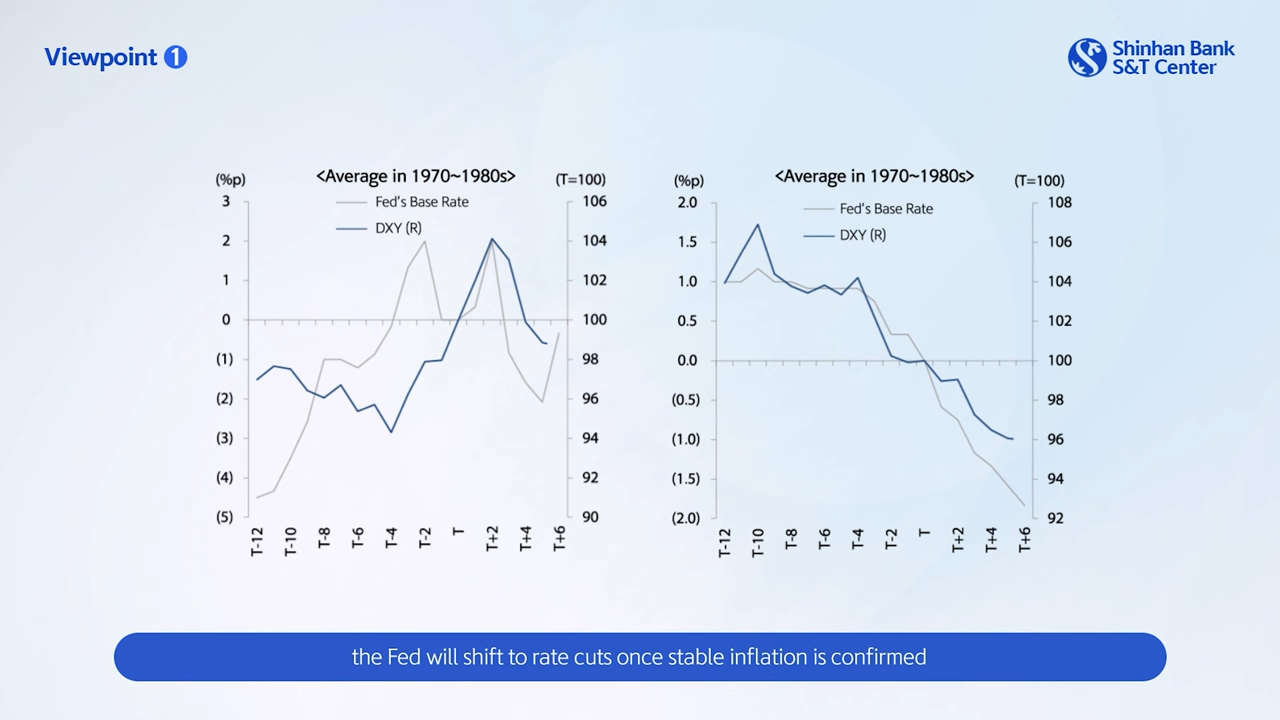 Viewpoint 1
Shinhan Bank
S&T Center
(%p)
<Average in 1970~1980s>
(T=100)
Fed's Base Rate
DXY (R)
3
2
1
0
(1)
(2)
(3)
(4)
(5)
106
104
102
100
98
96
94
92
90
T-12
T-10
T-8
T-6
T-4
T-2
T
T+2
T+4
T+6
(%p)
<Average in 1970~1980s>
(T=100)
Fed's Base Rate
DXY (R)
2.0
1.5
1.0
0.5
0.0
(0.5)
(1.0)
(1.5)
(2.0)
108
106
104
102
100
98
96
94
92
T-12
T-10
T-8
T-6
T-4
T-2
T
T+2
T+4
T+6
the Fed will shift to rate cuts once stable inflation is confirmed